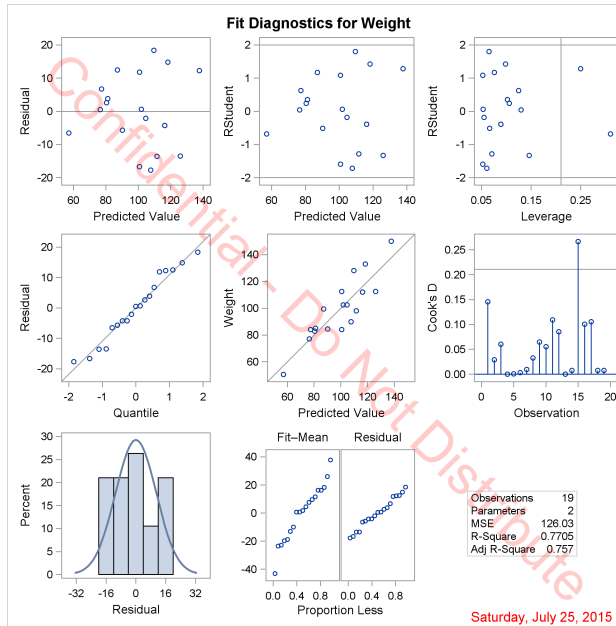 Fit Diagnostics for Weight
Residual
20
10
0
-10
-20
60 80 100 120 140
Predicted Value
RStudent
2
1
0
-1
-2
60 80 100 120 140
Predicted Value
RStudent
2
1
0
-1
-2
0.05 0.15 0.25
Leverage
Residual
20
10
0
-10
-20
-2 -1 0 1 2
Quantile
Weight
140
120
100
80
60
60 80 100 120 140
Predicted Value
Cook's D
0.25
0.20
0.15
0.10
0.05
0.00
0 5 10 15 20
Observation
Percent
30
25
20
15
10
5
0
-32 -16 0 16 32
Residual
Fit–Mean Residual
40
20
0
-20
-40
0.0 0.4 0.8 0.0 0.4 0.8
Proportion Less
Observations 19
Parameters 2
MSE 126.03
R-Square 0.7705
Adj R-Square 0.757
Confidential - Do Not Distribute
Saturday, July 25, 2015